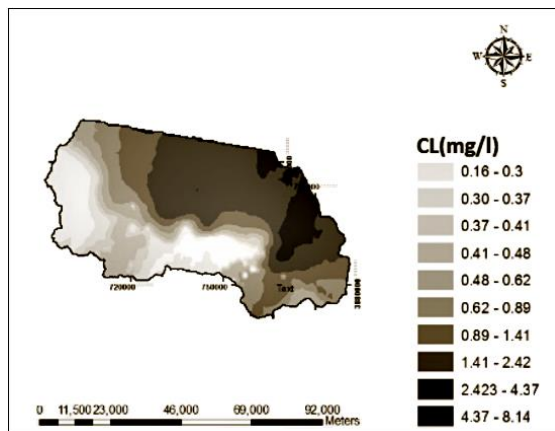 N
W E
S
CL(mg/l)
0.16 - 0.3
0.30 - 0.37
0.37 - 0.41
0.41 - 0.48
0.48 - 0.62
0.62 - 0.89
0.89 - 1.41
1.41 - 2.42
2.423 - 4.37
4.37 - 8.14
Text
720000 750000
3880000
0 11,500 23,000 46,000 69,000 92,000
Meters